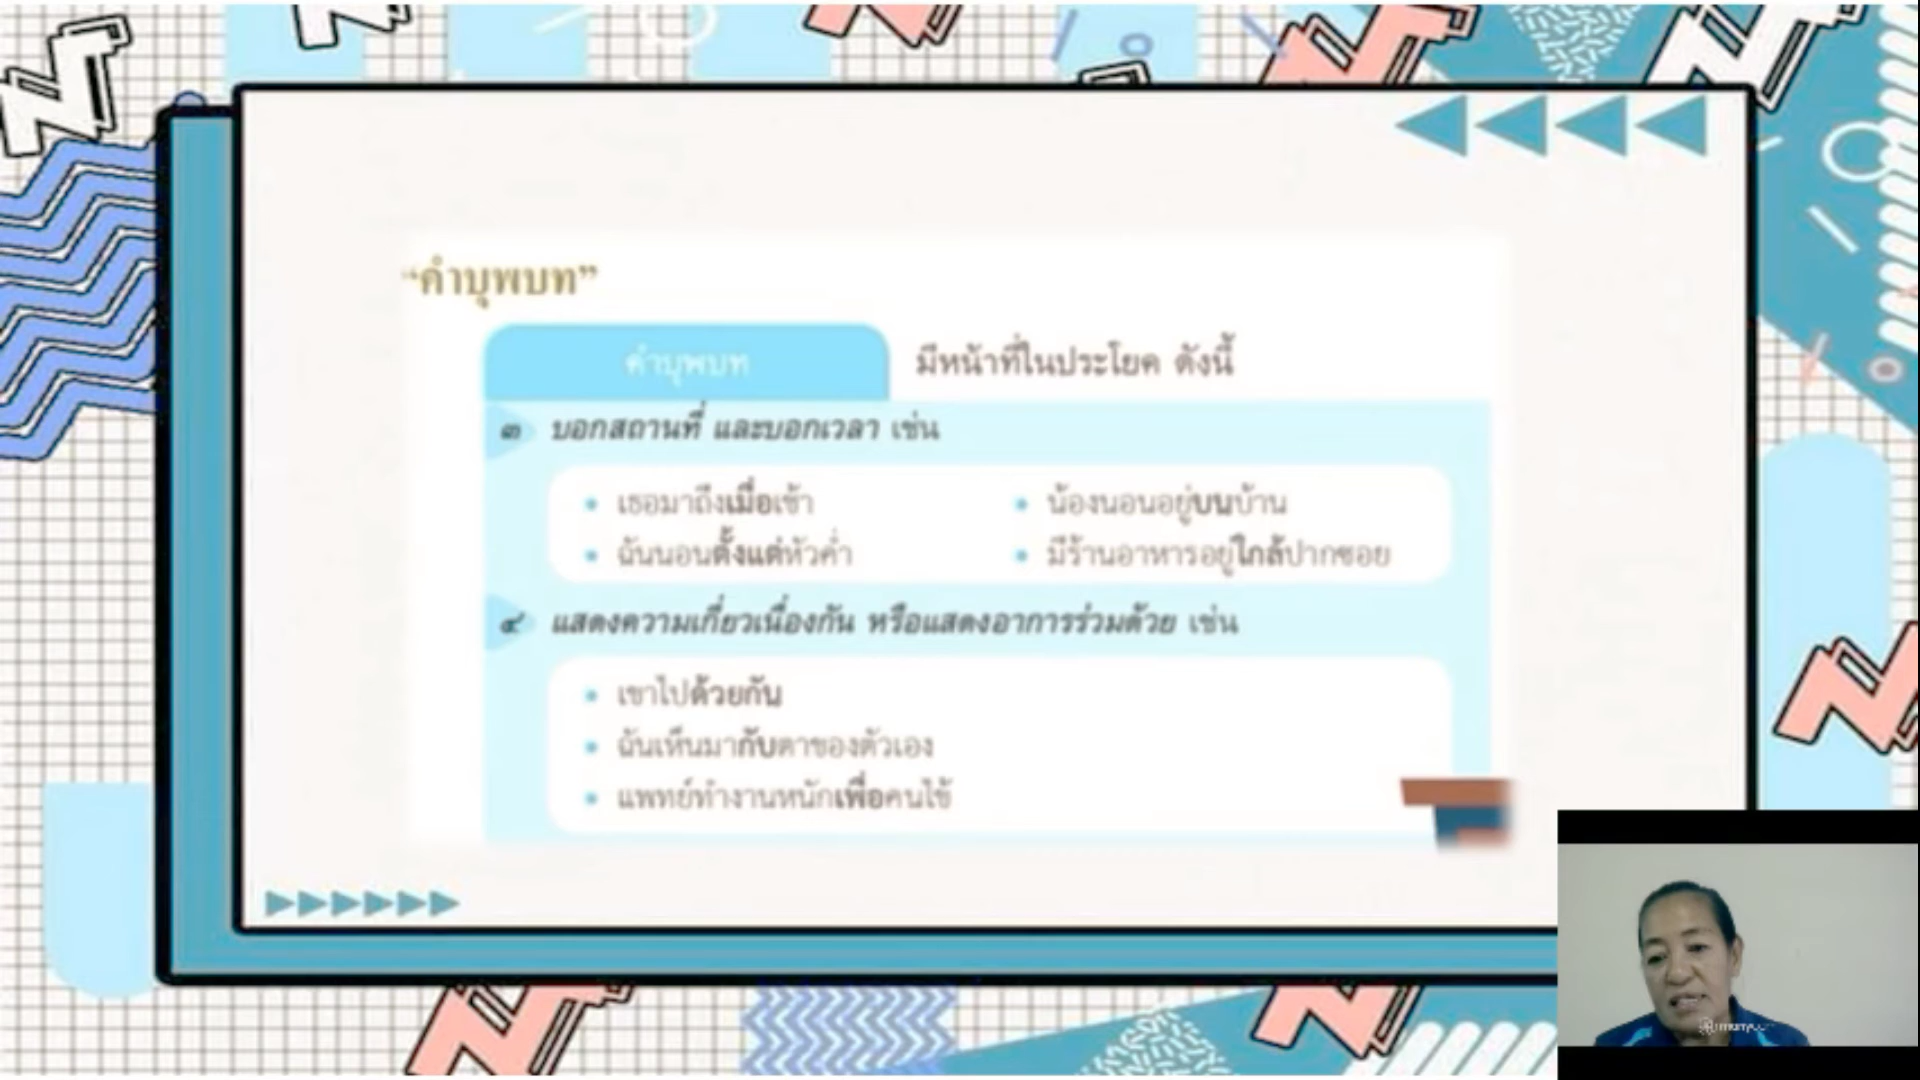 “คำบุพบท”
คำบุพบท มีหน้าที่ในประโยค ดังนี้
๓ บอกสถานที่ และบอกเวลา เช่น
• เธอมาถึงเมื่อเช้า
• น้องนอนอยู่บนบ้าน
• ฉันนอนตั้งแต่หัวค่ำ
• มีร้านอาหารอยู่ใกล้ปากซอย
๔ แสดงความเกี่ยวเนื่องกัน หรือแสดงอาการร่วมด้วย เช่น
• เขาไปด้วยกัน
• ฉันเห็นมากับตาของตัวเอง
• แพทย์ทำงานหนักเพื่อคนไข้